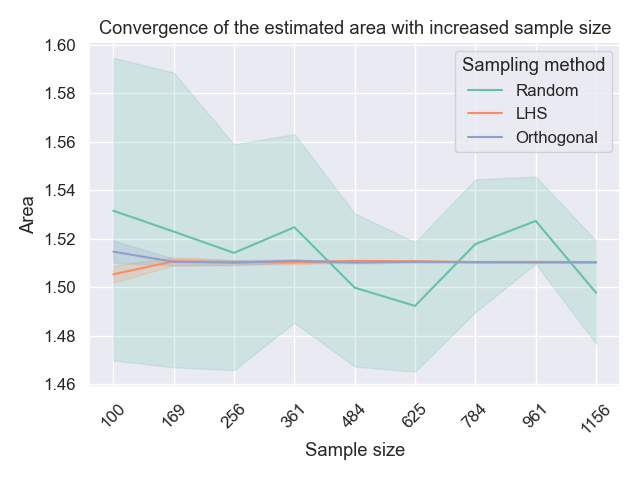 Convergence of the estimated area with increased sample size
1.60
1.58
1.56
1.54
1.52
1.50
1.48
1.46
Area
Sampling method
Random
LHS
Orthogonal
100
169
256
361
484
625
784
961
1156
Sample size